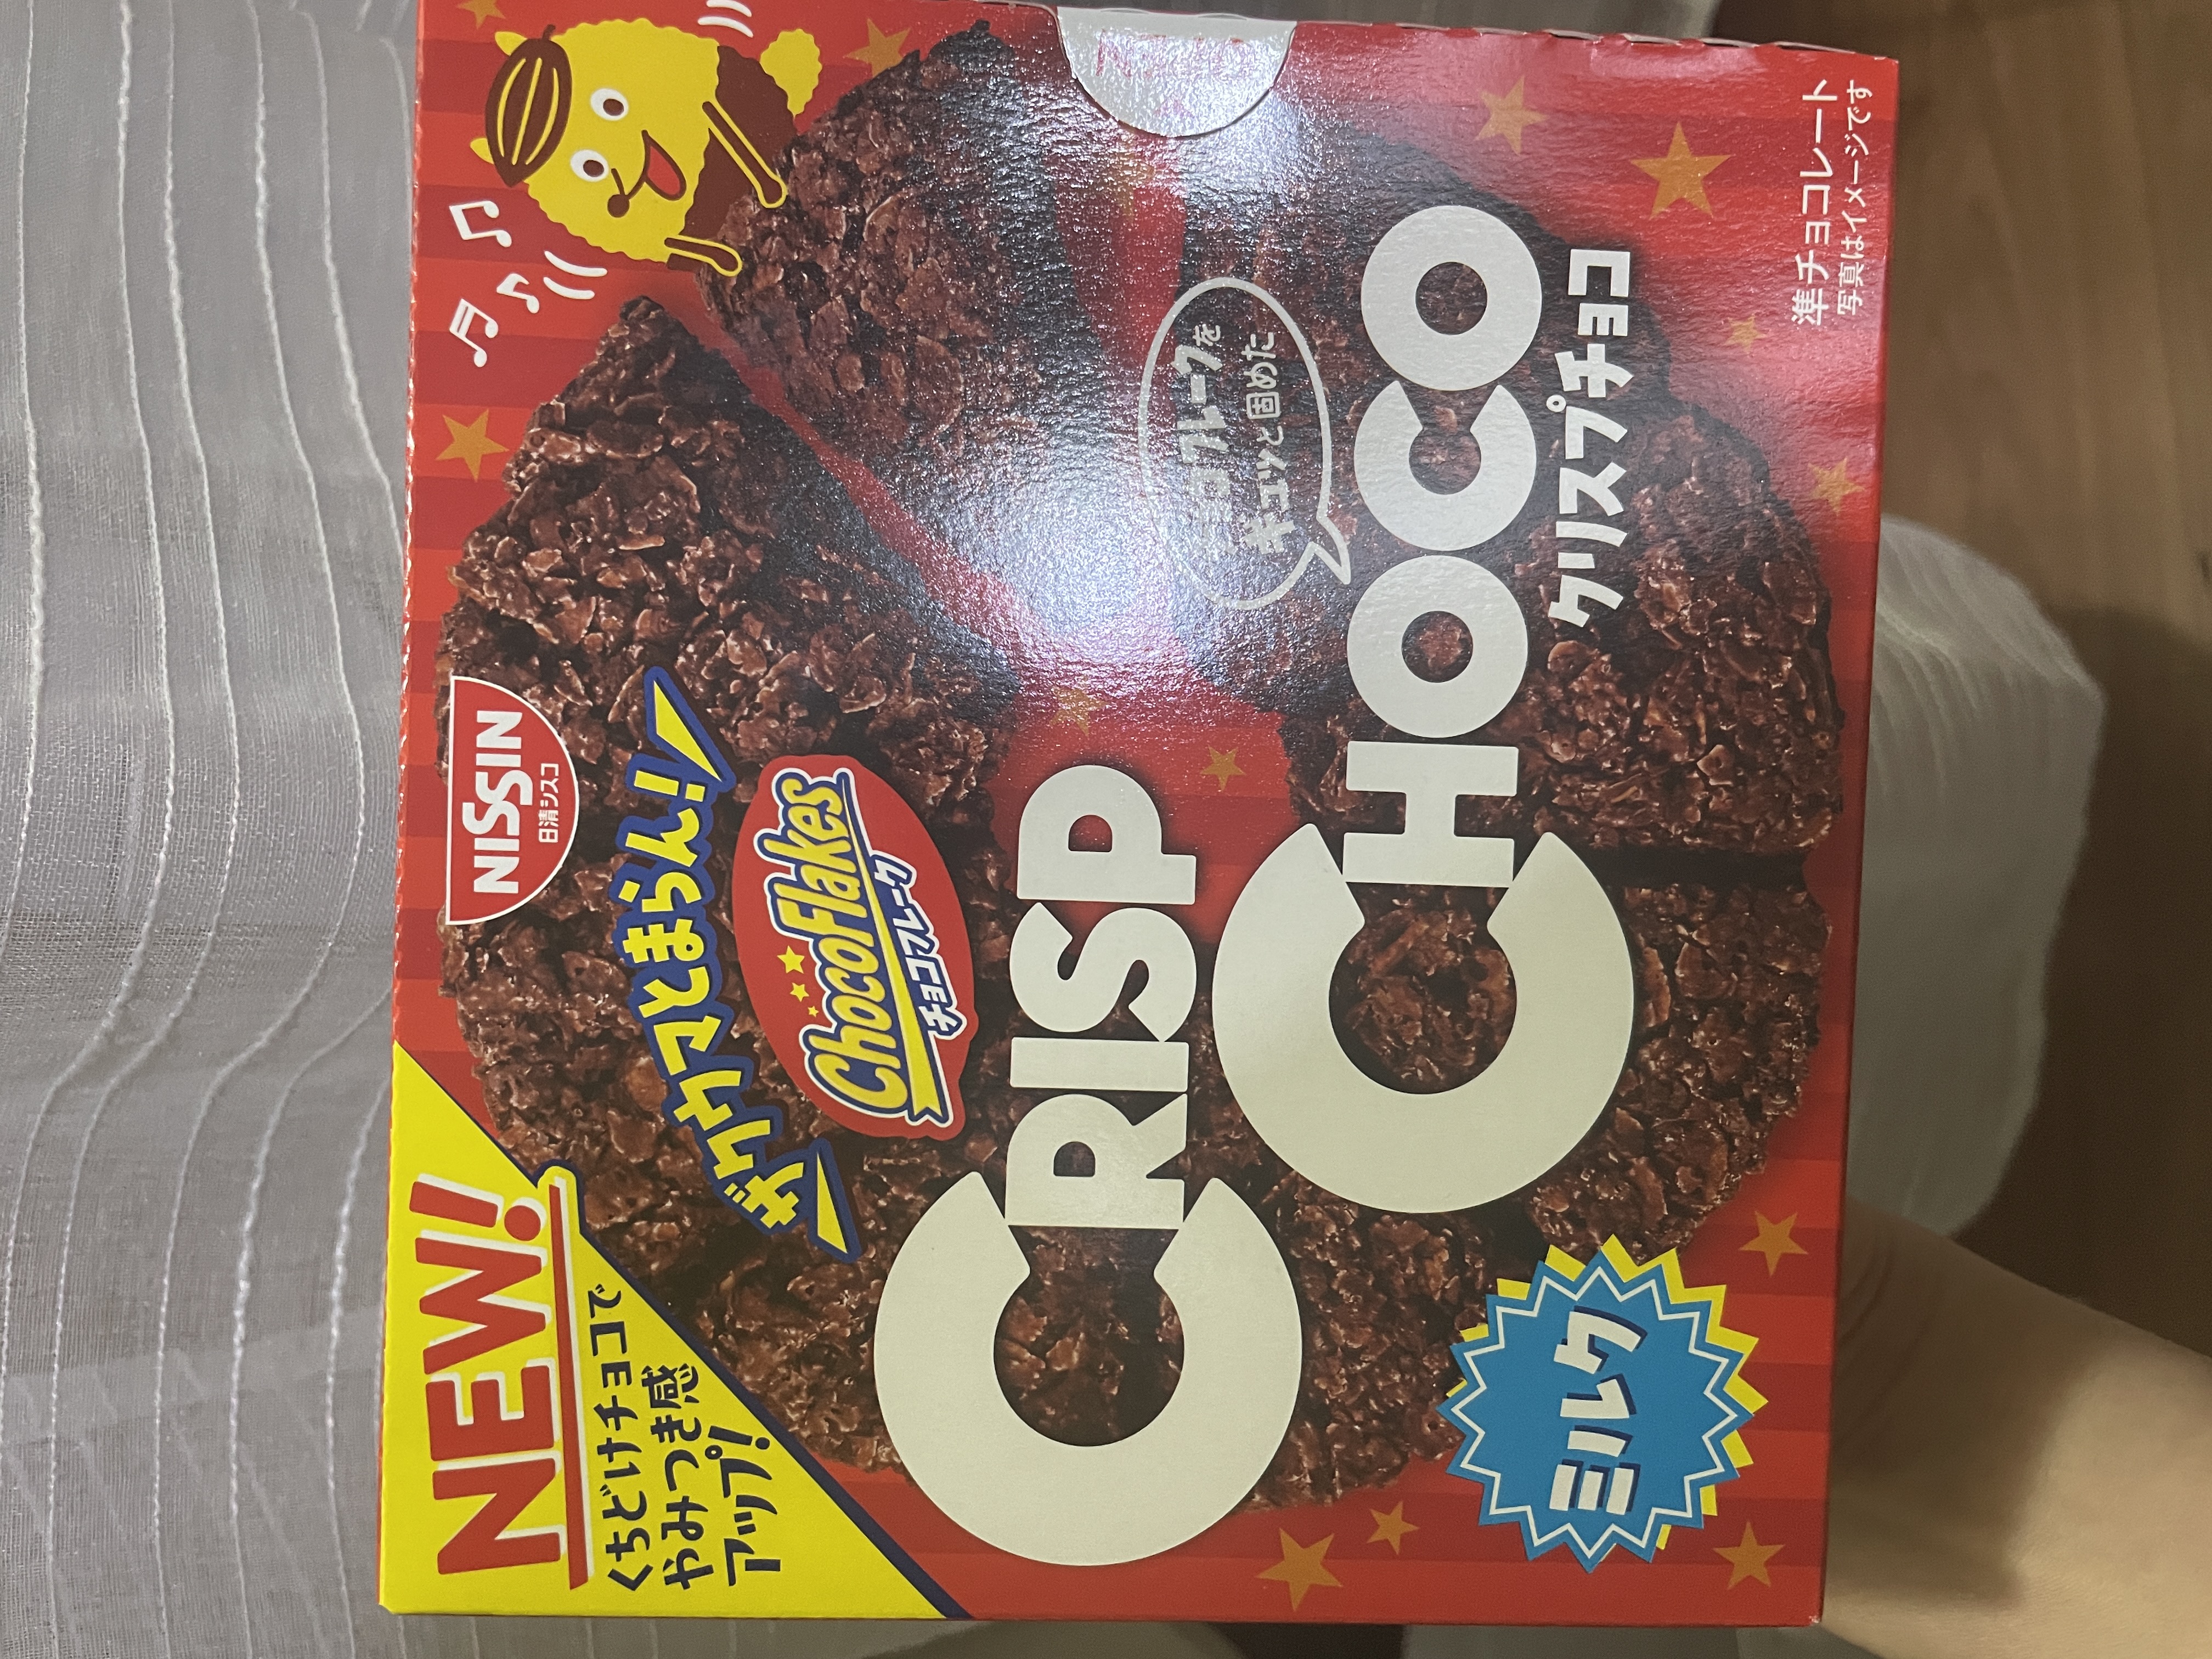 NEW!
くちどけチョコで
やみつき感
アップ!
NISSIN
日清シスコ
ギザウマとまらん!
ChocoFlakes
チョコフレーク
CRISP
チョコフレークを
ギュッと固めた
CHOCO
クリスプチョコ
ミルク
準チョコレート
写真はイメージです